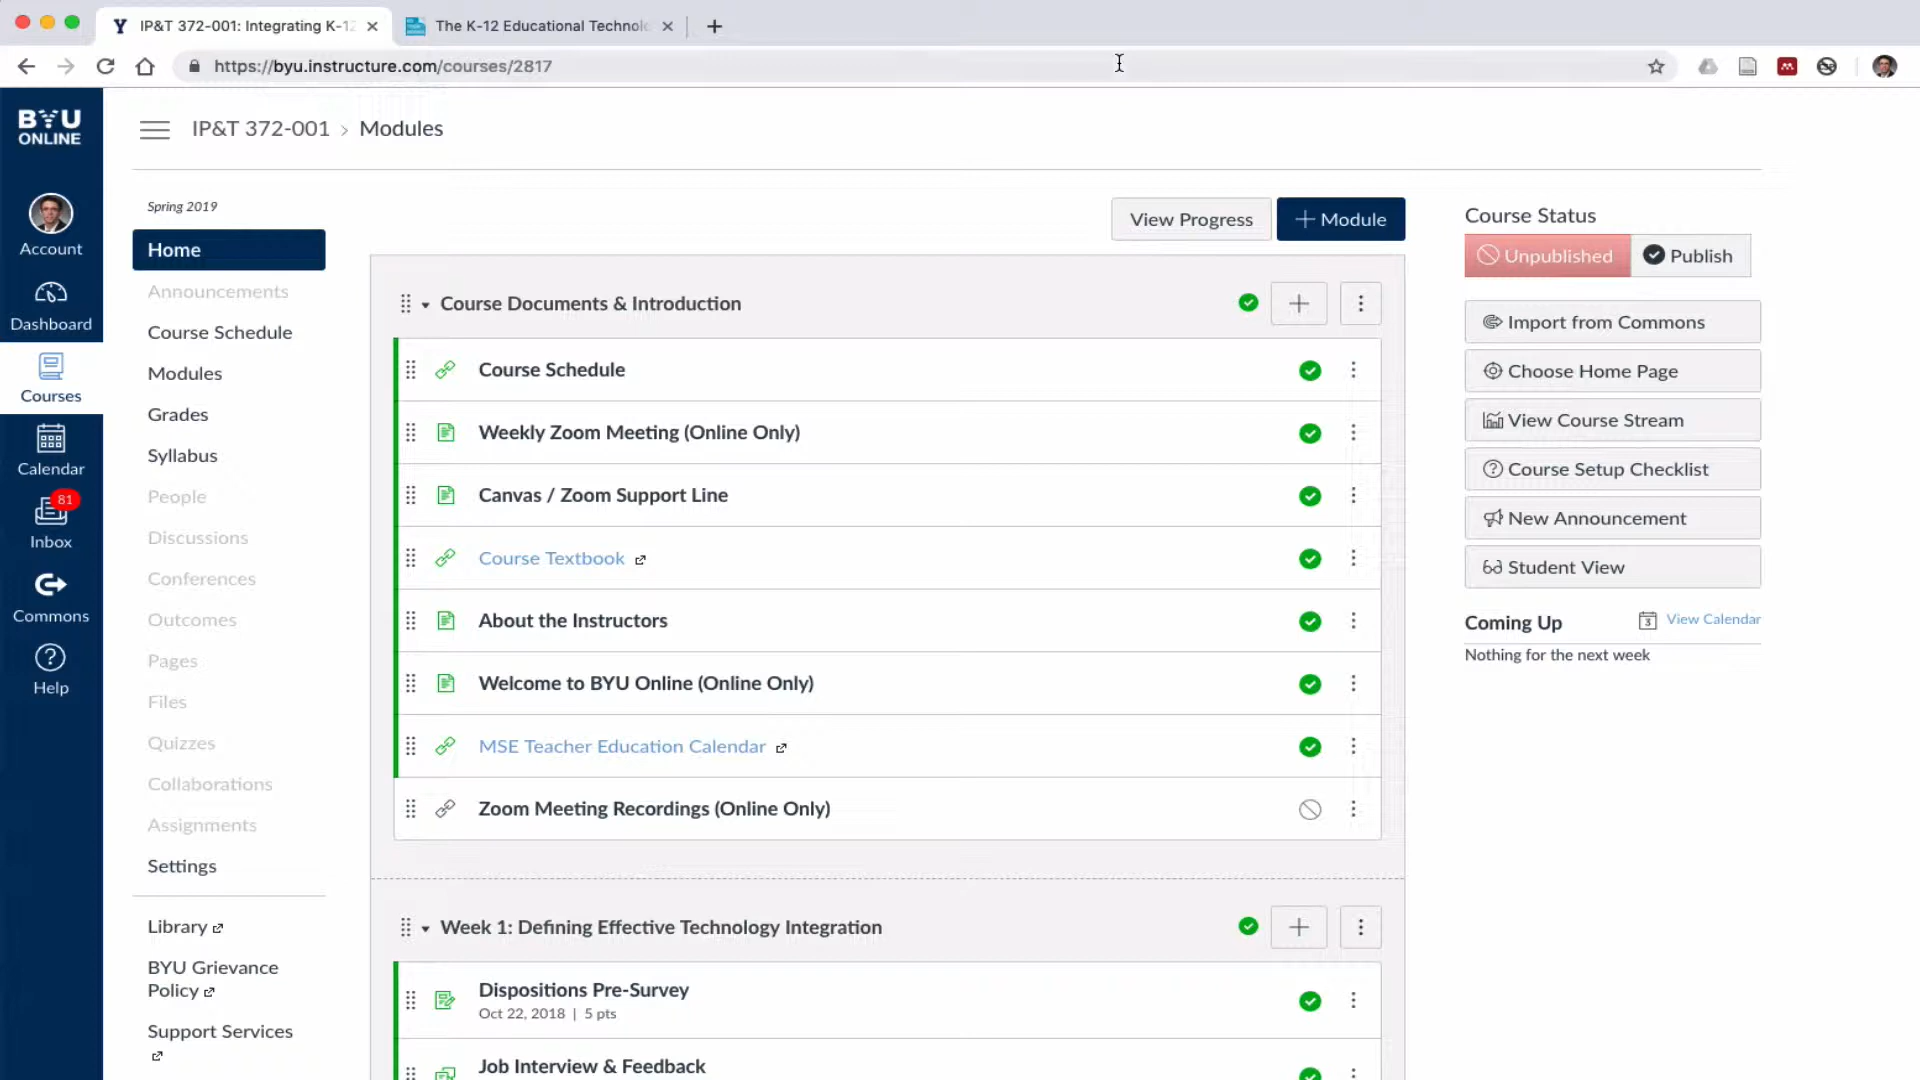 IP&T 372-001: Integrating K-12
The K-12 Educational Technol
https://byu.instructure.com/courses/2817
BYU
ONLINE
Account
Dashboard
Courses
Calendar
81
Inbox
Commons
Help
IP&T 372-001 › Modules
Spring 2019
Home
Announcements
Course Schedule
Modules
Grades
Syllabus
People
Discussions
Conferences
Outcomes
Pages
Files
Quizzes
Collaborations
Assignments
Settings
Library
BYU Grievance
Policy
Support Services
View Progress
+ Module
Course Documents & Introduction
Course Schedule
Weekly Zoom Meeting (Online Only)
Canvas / Zoom Support Line
Course Textbook
About the Instructors
Welcome to BYU Online (Online Only)
MSE Teacher Education Calendar
Zoom Meeting Recordings (Online Only)
Week 1: Defining Effective Technology Integration
Dispositions Pre-Survey
Oct 22, 2018 | 5 pts
Job Interview & Feedback
Course Status
Unpublished
Publish
Import from Commons
Choose Home Page
View Course Stream
Course Setup Checklist
New Announcement
Student View
Coming Up
3 View Calendar
Nothing for the next week